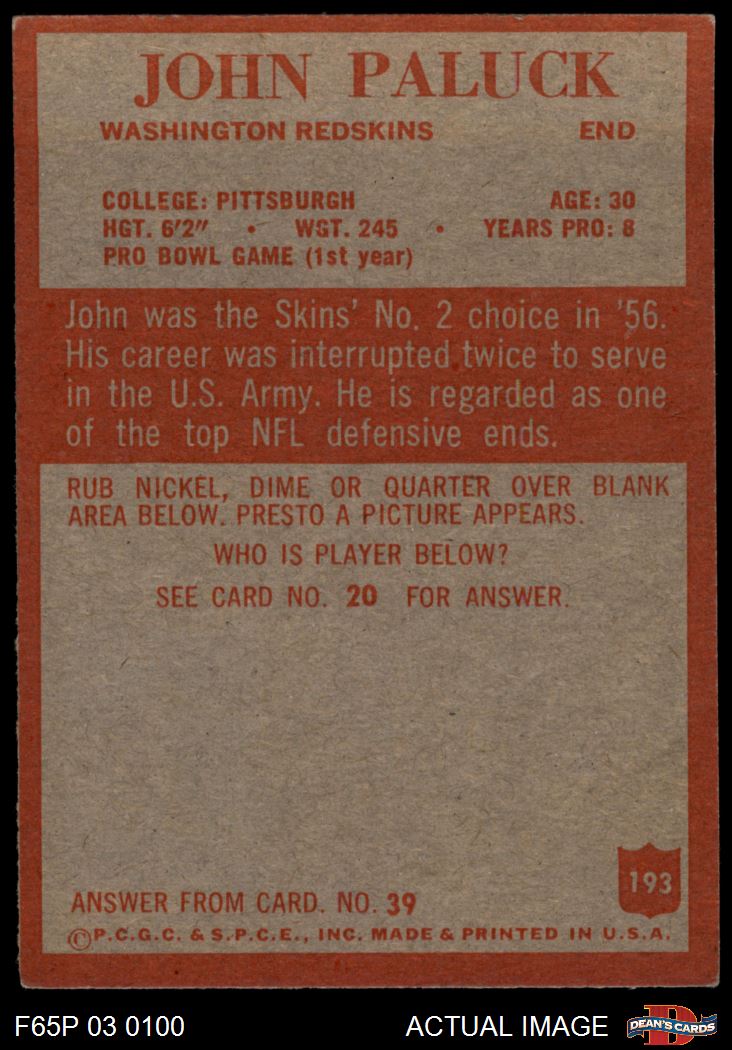 JOHN PALUCK
WASHINGTON REDSKINS END
COLLEGE: PITTSBURGH AGE: 30
HGT. 6'2" • WGT. 245 • YEARS PRO: 8
PRO BOWL GAME (1st year)
John was the Skins' No. 2 choice in '56.
His career was interrupted twice to serve
in the U.S. Army. He is regarded as one
of the top NFL defensive ends.
RUB NICKEL, DIME OR QUARTER OVER BLANK
AREA BELOW. PRESTO A PICTURE APPEARS.
WHO IS PLAYER BELOW?
SEE CARD NO. 20 FOR ANSWER.
193
ANSWER FROM CARD. NO. 39
©P.C.G.C. & S.P.C.E., INC. MADE & PRINTED IN U.S.A.
F65P 03 0100 ACTUAL IMAGE DEAN'S CARDS